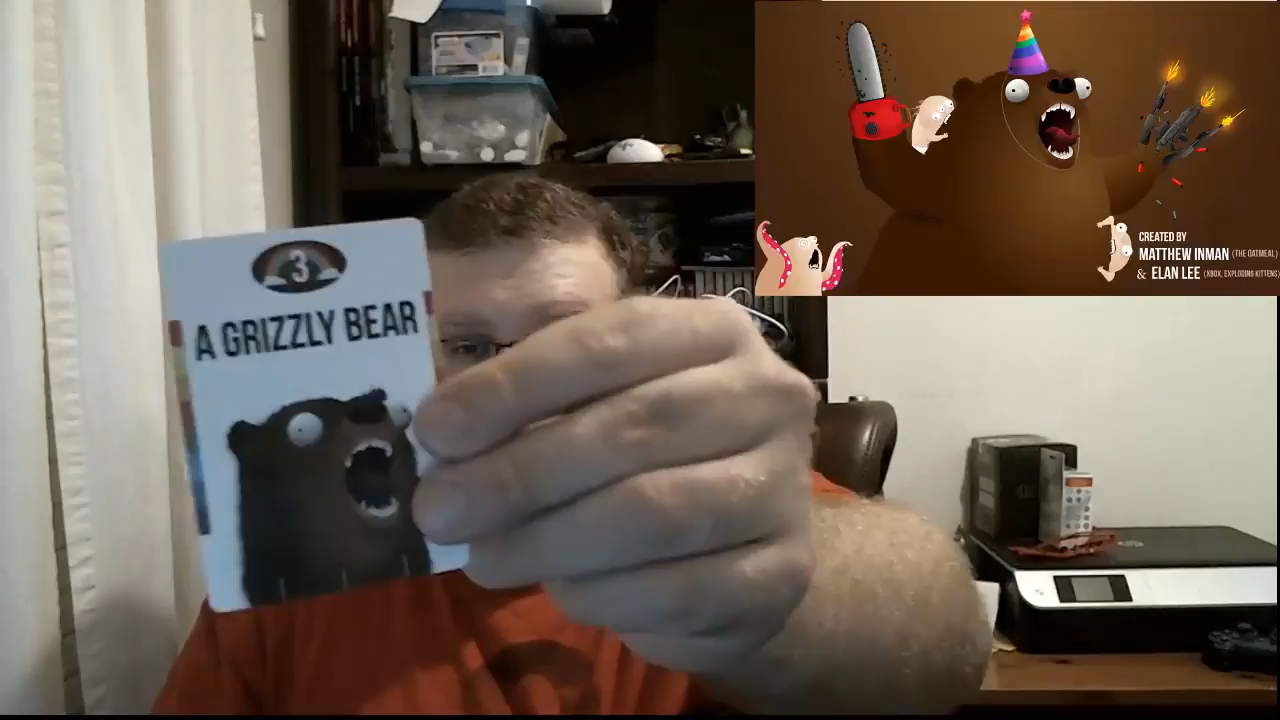 3
A GRIZZLY BEAR
CREATED BY
MATTHEW INMAN (THE OATMEAL)
& ELAN LEE (XBOX, EXPLODING KITTENS)